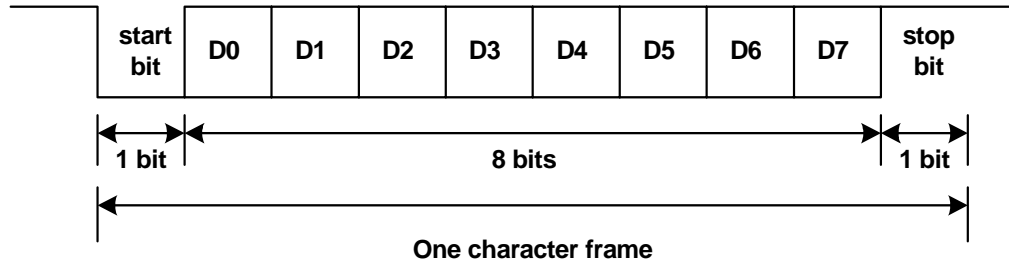 start bit D0 D1 D2 D3 D4 D5 D6 D7 stop bit
1 bit 8 bits 1 bit
One character frame